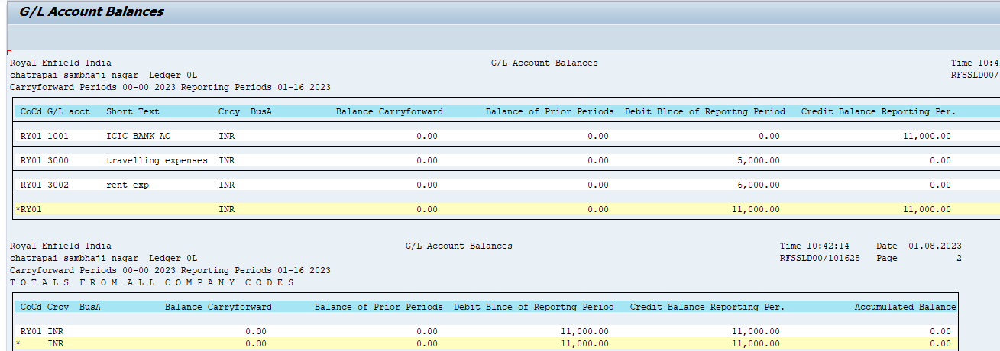 G/L Account Balances
Royal Enfield India G/L Account Balances Time 10:4
chatrapai sambhaji nagar Ledger 0L RFSSLD00/
Carryforward Periods 00-00 2023 Reporting Periods 01-16 2023
CoCd G/L acct Short Text Crcy BusA Balance Carryforward Balance of Prior Periods Debit Blnce of Reportng Period Credit Balance Reporting Per.
RY01 1001 ICIC BANK AC INR 0.00 0.00 0.00 11,000.00
RY01 3000 travelling expenses INR 0.00 0.00 5,000.00 0.00
RY01 3002 rent exp INR 0.00 0.00 6,000.00 0.00
*RY01 INR 0.00 0.00 11,000.00 11,000.00
Royal Enfield India G/L Account Balances Time 10:42:14 Date 01.08.2023
chatrapai sambhaji nagar Ledger 0L RFSSLD00/101628 Page 2
Carryforward Periods 00-00 2023 Reporting Periods 01-16 2023
T O T A L S F R O M A L L C O M P A N Y C O D E S
CoCd Crcy BusA Balance Carryforward Balance of Prior Periods Debit Blnce of Reportng Period Credit Balance Reporting Per. Accumulated Balance
RY01 INR 0.00 0.00 11,000.00 11,000.00 0.00
* INR 0.00 0.00 11,000.00 11,000.00 0.00